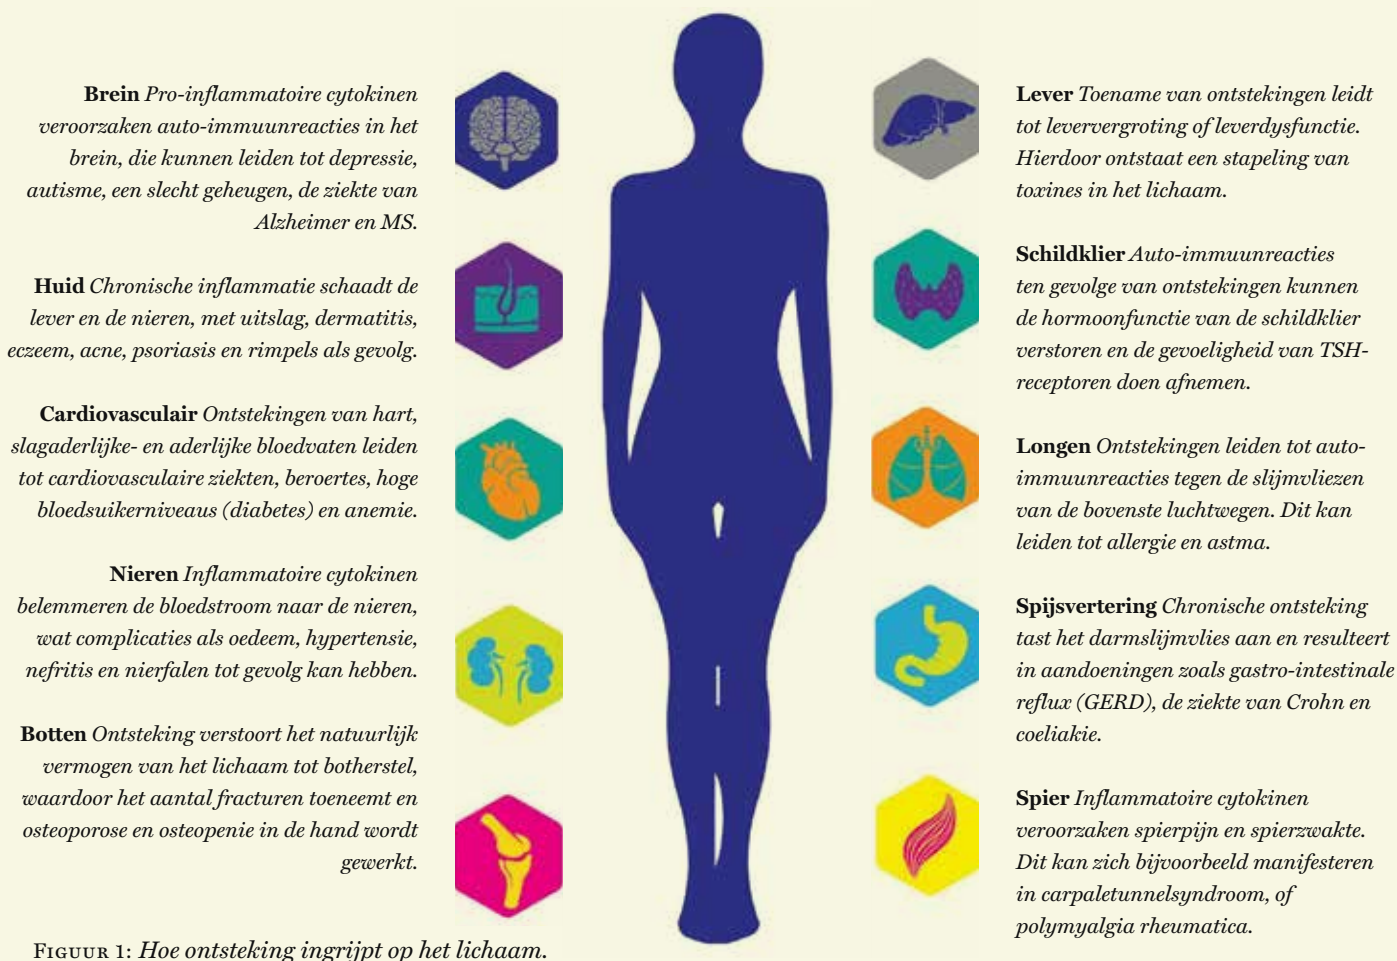 Brein Pro-inflammatoire cytokinen
veroorzaken auto-immuunreacties in het
brein, die kunnen leiden tot depressie,
autisme, een slecht geheugen, de ziekte van
Alzheimer en MS.
Huid Chronische inflammatie schaadt de
lever en de nieren, met uitslag, dermatitis,
eczeem, acne, psoriasis en rimpels als gevolg.
Cardiovasculair Ontstekingen van hart,
slagaderlijke- en aderlijke bloedvaten leiden
tot cardiovasculaire ziekten, beroertes, hoge
bloedsuikerniveaus (diabetes) en anemie.
Nieren Inflammatoire cytokinen
belemmeren de bloedstroom naar de nieren,
wat complicaties als oedeem, hypertensie,
nefritis en nierfalen tot gevolg kan hebben.
Botten Ontsteking verstoort het natuurlijk
vermogen van het lichaam tot botherstel,
waardoor het aantal fracturen toeneemt en
osteoporose en osteopenie in de hand wordt
gewerkt.
Lever Toename van ontstekingen leidt
tot leververgroting of leverdysfunctie.
Hierdoor ontstaat een stapeling van
toxines in het lichaam.
Schildklier Auto-immuunreacties
ten gevolge van ontstekingen kunnen
de hormoonfunctie van de schildklier
verstoren en de gevoeligheid van TSH-
receptoren doen afnemen.
Longen Ontstekingen leiden tot auto-
immuunreacties tegen de slijmvliezen
van de bovenste luchtwegen. Dit kan
leiden tot allergie en astma.
Spijsvertering Chronische ontsteking
tast het darmslijmvlies aan en resulteert
in aandoeningen zoals gastro-intestinale
reflux (GERD), de ziekte van Crohn en
coeliakie.
Spier Inflammatoire cytokinen
veroorzaken spierpijn en spierzwakte.
Dit kan zich bijvoorbeeld manifesteren
in carpaletunnelsyndroom, of
polymyalgia rheumatica.
FIGUUR 1: Hoe ontsteking ingrijpt op het lichaam.